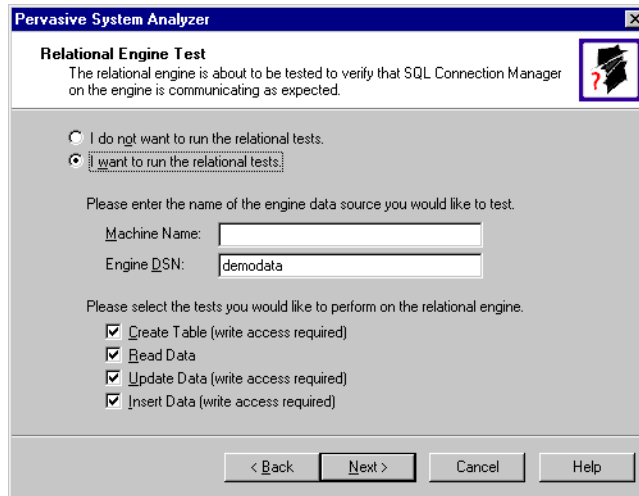 Pervasive System Analyzer
Relational Engine Test
The relational engine is about to be tested to verify that SQL Connection Manager
on the engine is communicating as expected.
?
I do not want to run the relational tests.
I want to run the relational tests.
Please enter the name of the engine data source you would like to test.
Machine Name:
Engine DSN: demodata
Please select the tests you would like to perform on the relational engine.
Create Table (write access required)
Read Data
Update Data (write access required)
Insert Data (write access required)
< Back Next > Cancel Help